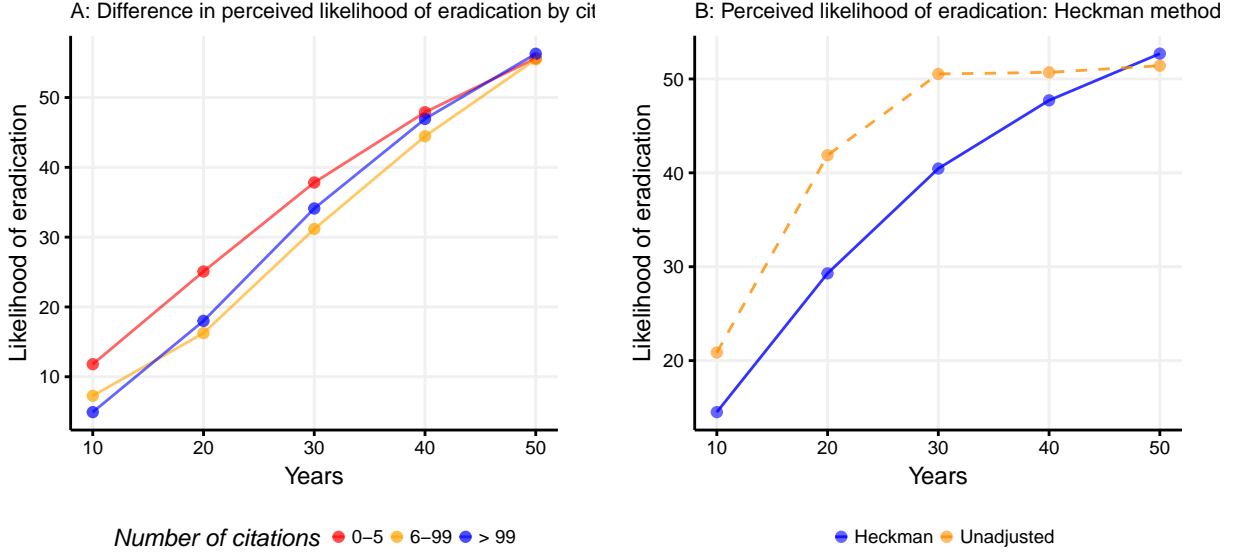 A: Difference in perceived likelihood of eradication by cit
Likelihood of eradication
50
40
30
20
10
10 20 30 40 50
Years
Number of citations 0–5 6–99 > 99
B: Perceived likelihood of eradication: Heckman method
Likelihood of eradication
50
40
30
20
10 20 30 40 50
Years
Heckman Unadjusted